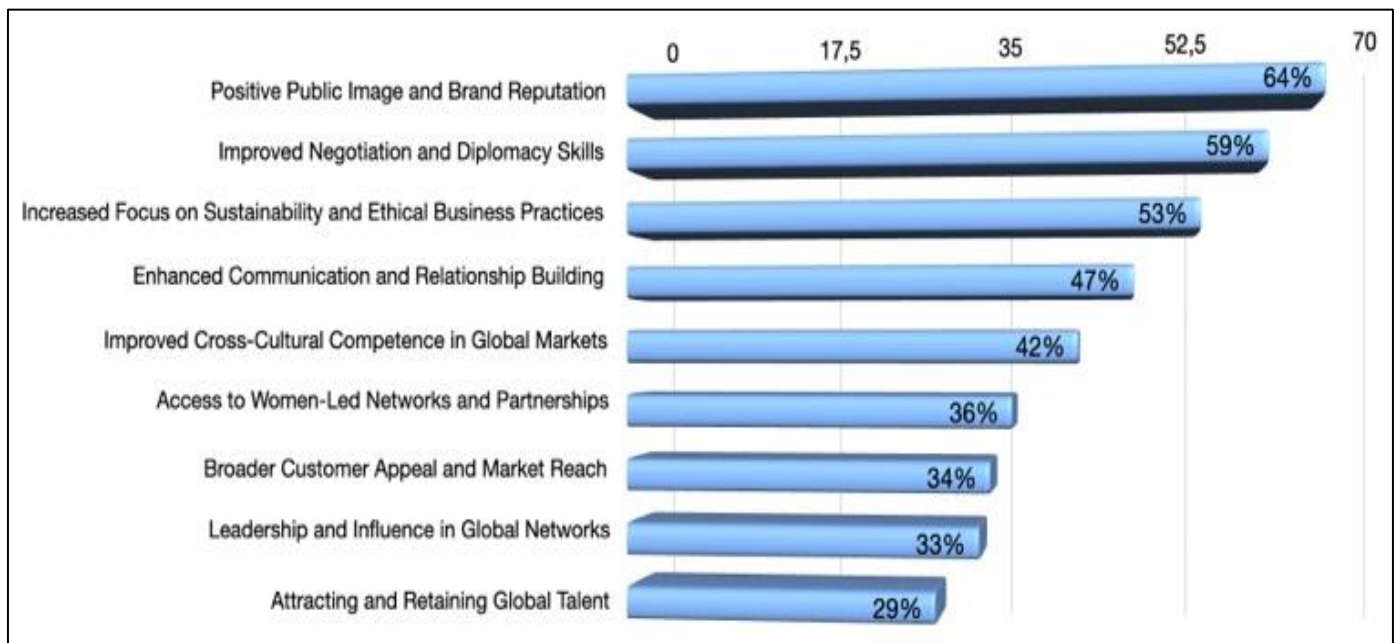 0 17,5 35 52,5 70
Positive Public Image and Brand Reputation 64%
Improved Negotiation and Diplomacy Skills 59%
Increased Focus on Sustainability and Ethical Business Practices 53%
Enhanced Communication and Relationship Building 47%
Improved Cross-Cultural Competence in Global Markets 42%
Access to Women-Led Networks and Partnerships 36%
Broader Customer Appeal and Market Reach 34%
Leadership and Influence in Global Networks 33%
Attracting and Retaining Global Talent 29%